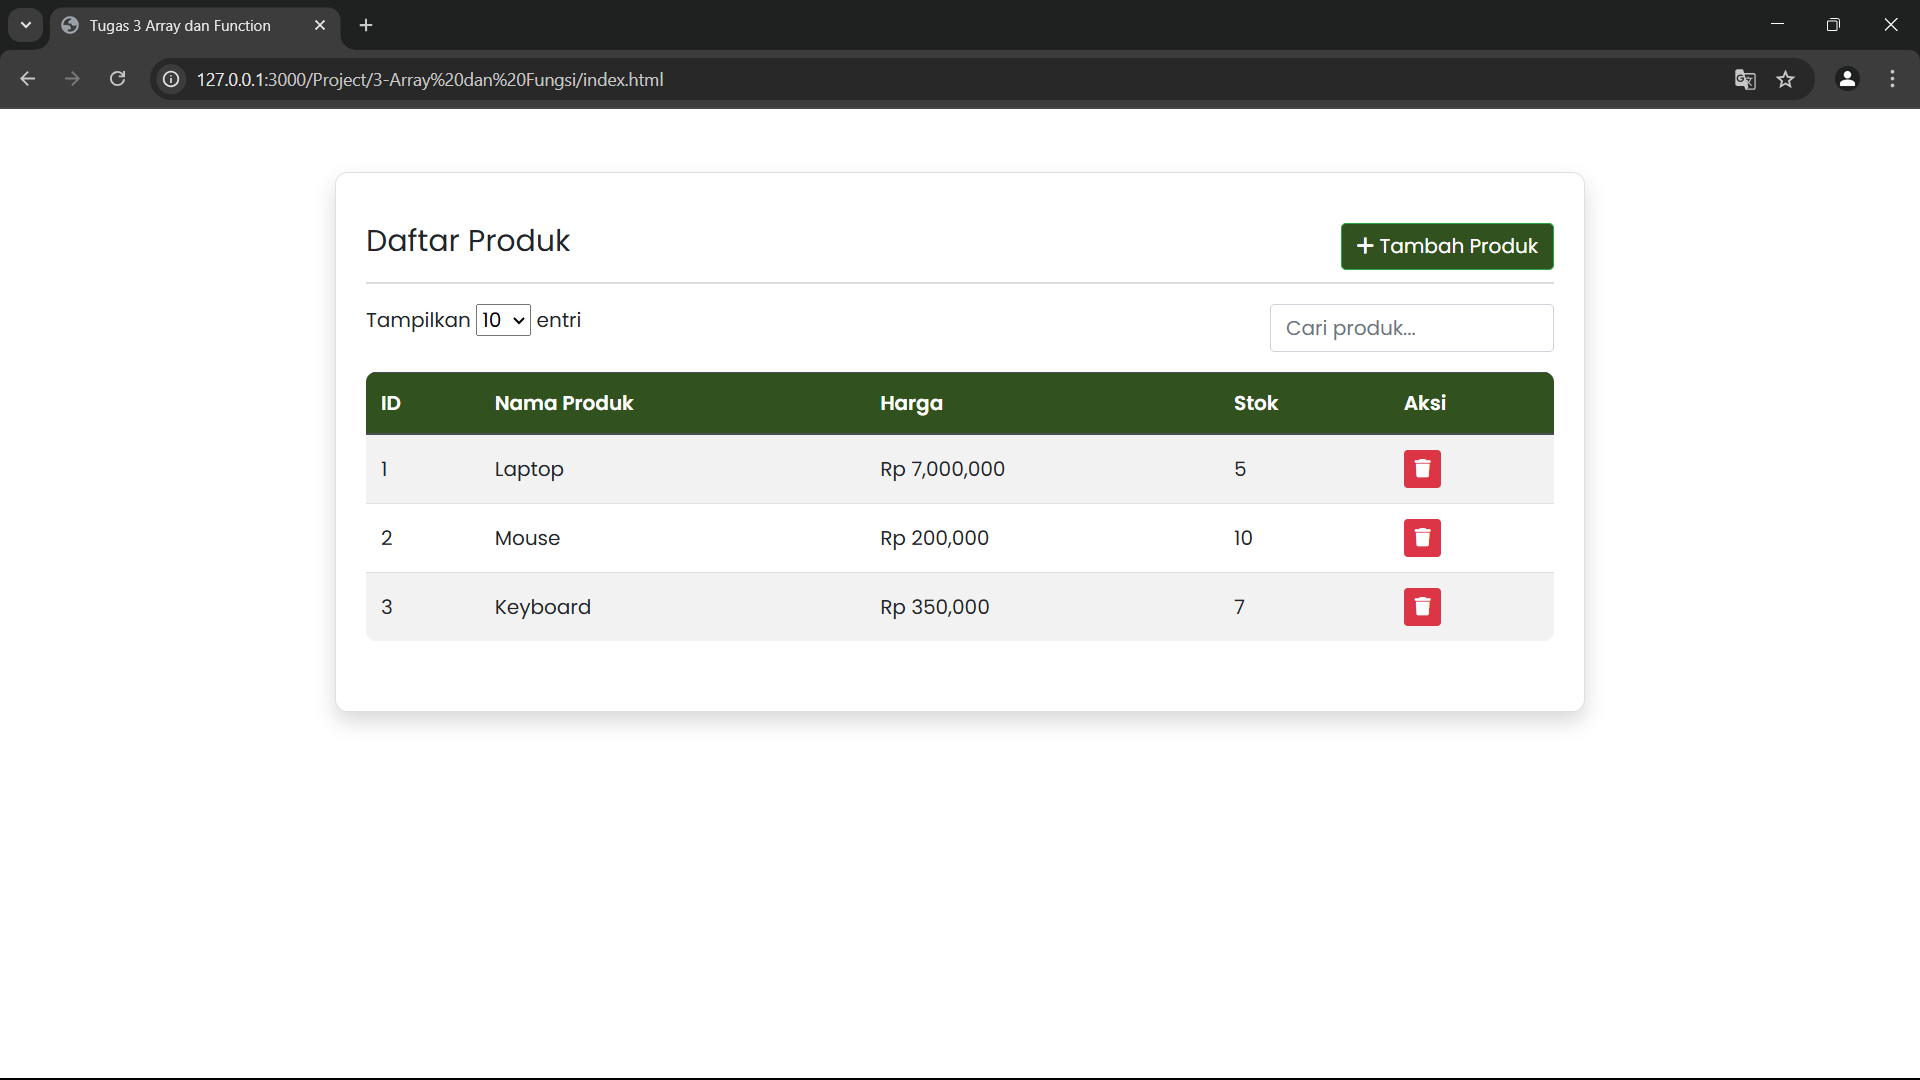 Tugas 3 Array dan Function
127.0.0.1:3000/Project/3-Array%20dan%20Fungsi/index.html
Daftar Produk
+ Tambah Produk
Tampilkan 10 entri
Cari produk...
ID Nama Produk Harga Stok Aksi
1 Laptop Rp 7,000,000 5
2 Mouse Rp 200,000 10
3 Keyboard Rp 350,000 7